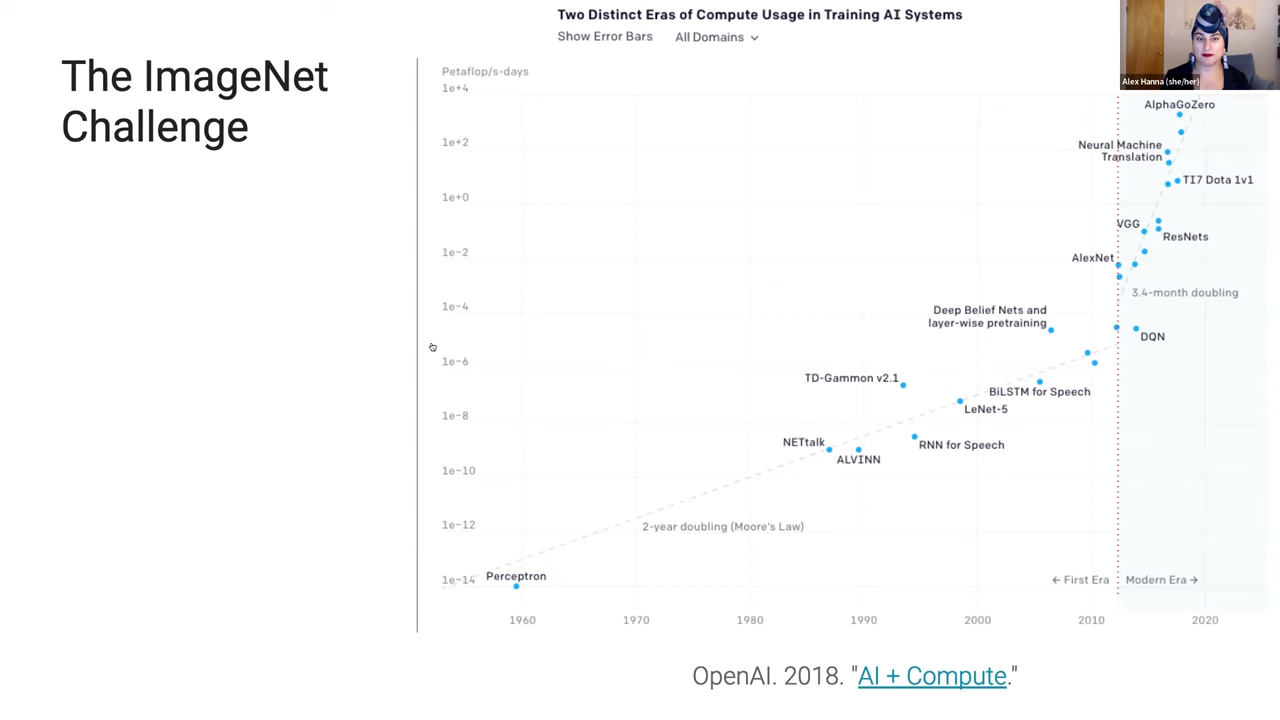 The ImageNet
Challenge
Two Distinct Eras of Compute Usage in Training AI Systems
Show Error Bars
All Domains
Alex Hanna (she/her)
Petaflop/s-days
1e+4
1e+2
1e+0
1e-2
1e-4
1e-6
1e-8
1e-10
1e-12
1e-14
AlphaGoZero
Neural Machine
Translation
TI7 Dota 1v1
VGG
ResNets
AlexNet
3.4-month doubling
Deep Belief Nets and
layer-wise pretraining
DQN
TD-Gammon v2.1
BiLSTM for Speech
LeNet-5
NETtalk
RNN for Speech
ALVINN
2-year doubling (Moore's Law)
Perceptron
← First Era
Modern Era →
1960
1970
1980
1990
2000
2010
2020
OpenAI. 2018. "AI + Compute."